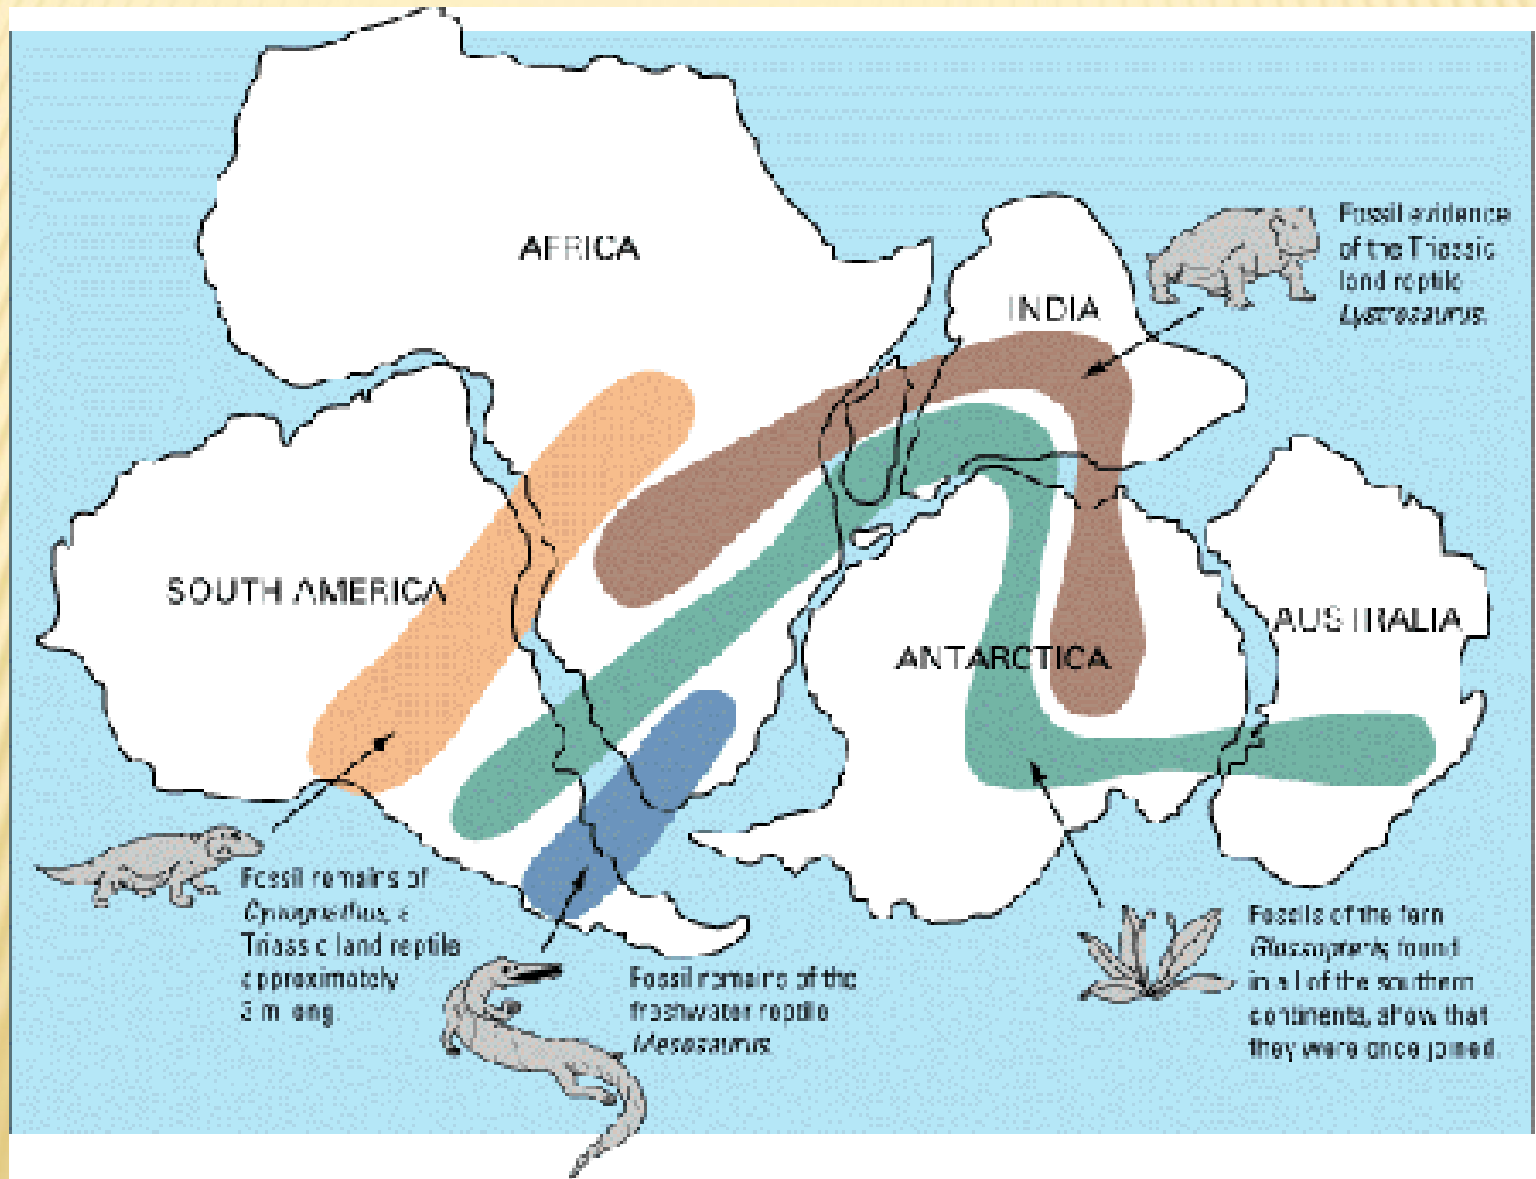 AFRICA
INDIA
SOUTH AMERICA
ANTARCTICA
AUSTRALIA
Fossil evidence
of the Triassic
land reptile
Lystrosaurus.
Fossil remains of
Cynognathus, a
Triassic land reptile
approximately
3 m long.
Fossil remains of the
freshwater reptile
Mesosaurus.
Fossils of the fern
Glossopteris, found
in all of the southern
continents, show that
they were once joined.